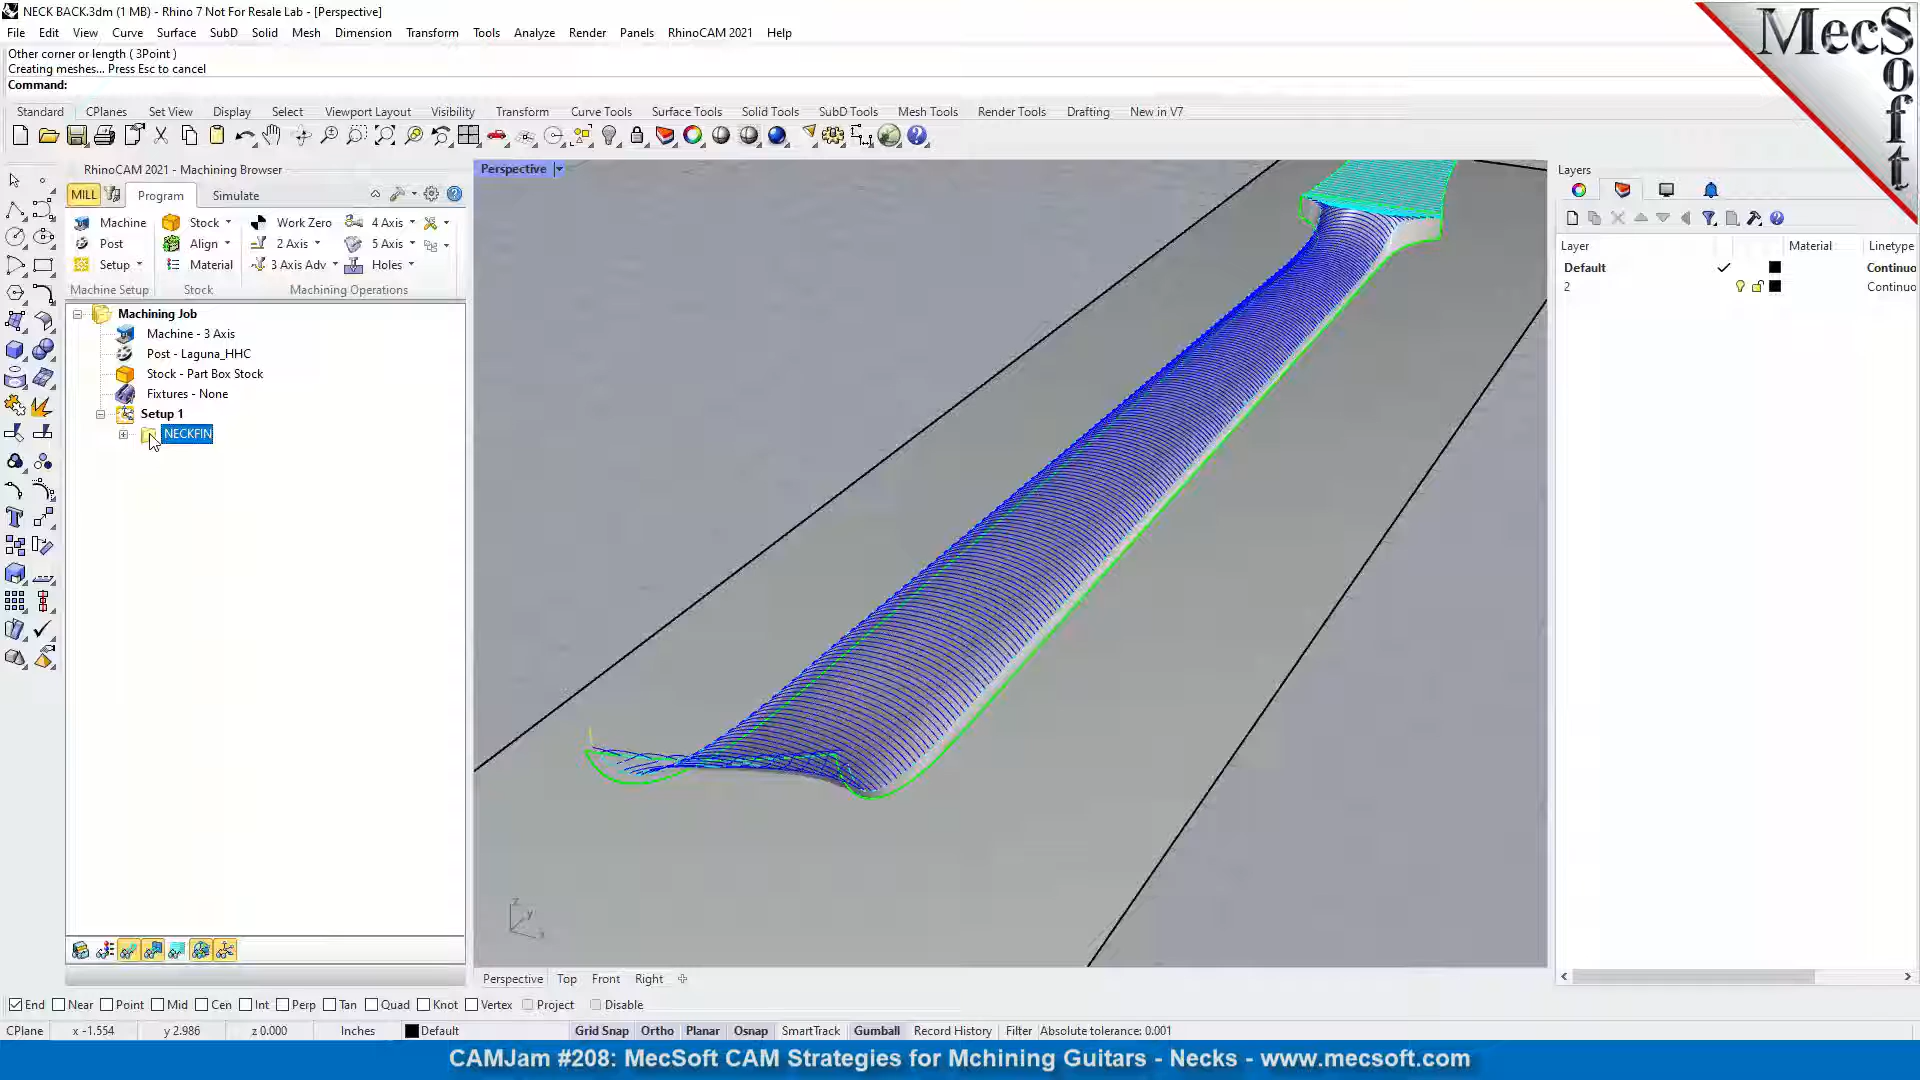 NECK BACK.3dm (1 MB) - Rhino 7 Not For Resale Lab - [Perspective]
File Edit View Curve Surface SubD Solid Mesh Dimension Transform Tools Analyze Render Panels RhinoCAM 2021 Help
Other corner or length ( 3Point )
Creating meshes... Press Esc to cancel
Command:
Standard CPlanes Set View Display Select Viewport Layout Visibility Transform Curve Tools Surface Tools Solid Tools SubD Tools Mesh Tools Render Tools Drafting New in V7
MecSoft
RhinoCAM 2021 - Machining Browser
MILL Program Simulate
Machine Stock Work Zero 4 Axis
Post Align 2 Axis 5 Axis
Setup Material 3 Axis Adv Holes
Machine Setup Stock Machining Operations
Machining Job
Machine - 3 Axis
Post - Laguna_HHC
Stock - Part Box Stock
Fixtures - None
Setup 1
NECKFIN
Perspective
z
y
x
Layers
Layer Material Linetype
Default Continuo
2 Continuo
Perspective Top Front Right
End Near Point Mid Cen Int Perp Tan Quad Knot Vertex Project Disable
CPlane x -1.554 y 2.986 z 0.000 Inches Default Grid Snap Ortho Planar Osnap SmartTrack Gumball Record History Filter Absolute tolerance: 0.001
CAMJam #208: MecSoft CAM Strategies for Mchining Guitars - Necks - www.mecsoft.com